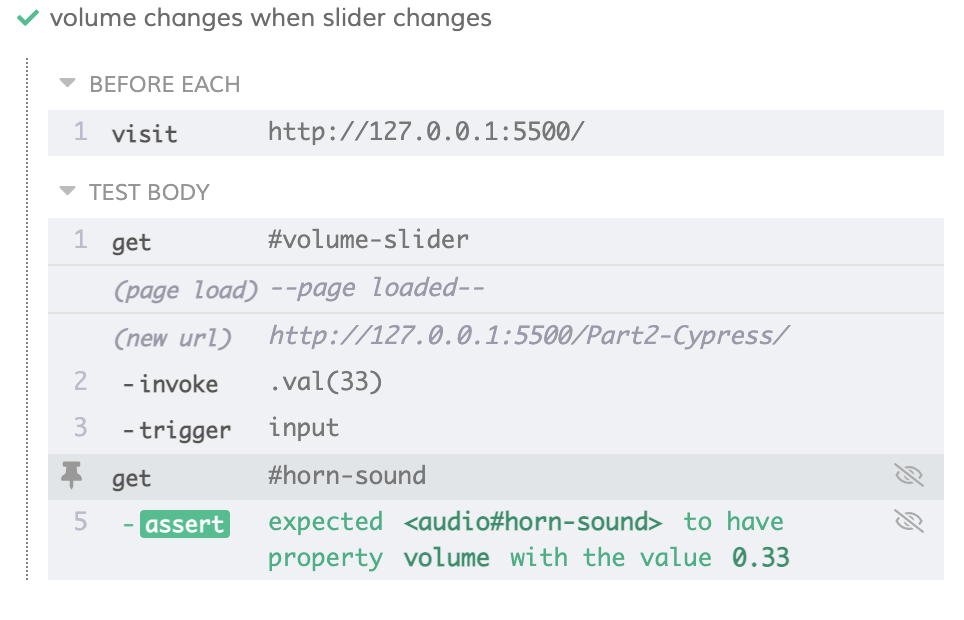 volume changes when slider changes
BEFORE EACH
1 visit http://127.0.0.1:5500/
TEST BODY
1 get #volume-slider
(page load) --page loaded--
(new url) http://127.0.0.1:5500/Part2-Cypress/
2 -invoke .val(33)
3 -trigger input
get #horn-sound
5 -assert expected <audio#horn-sound> to have
property volume with the value 0.33